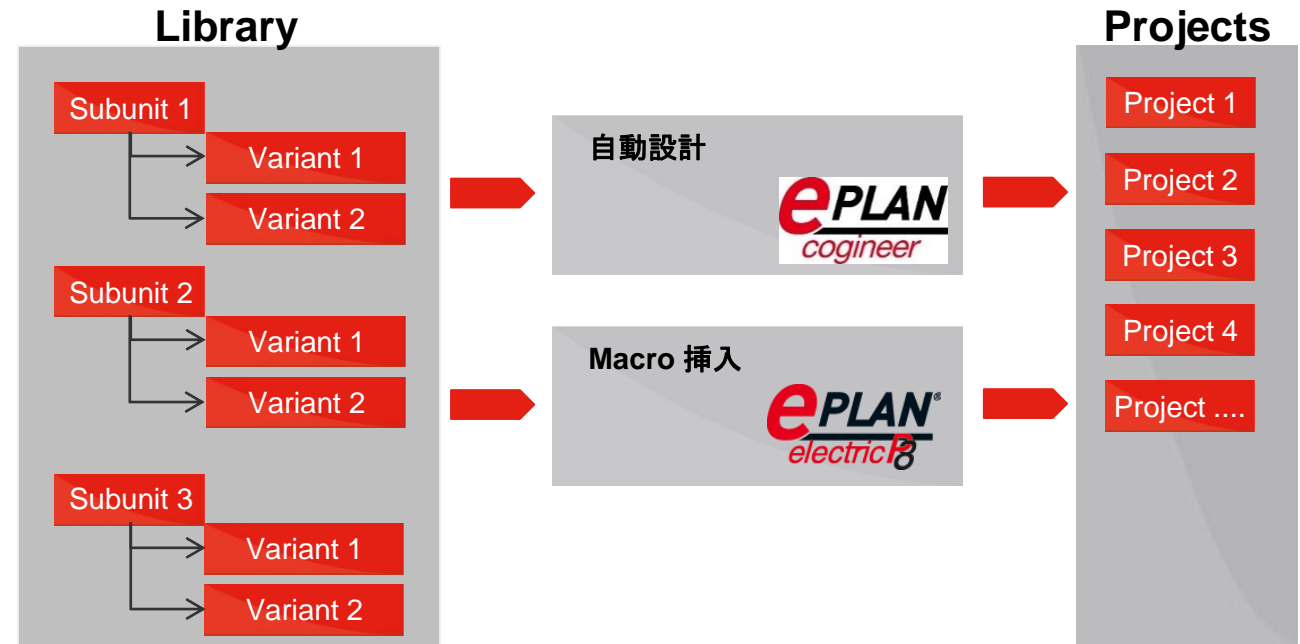 Library
Subunit 1
Variant 1
Variant 2
Subunit 2
Variant 1
Variant 2
Subunit 3
Variant 1
Variant 2
自動設計
ePLAN
cogineer
Macro 挿入
ePLAN®
electric P8
Projects
Project 1
Project 2
Project 3
Project 4
Project ....